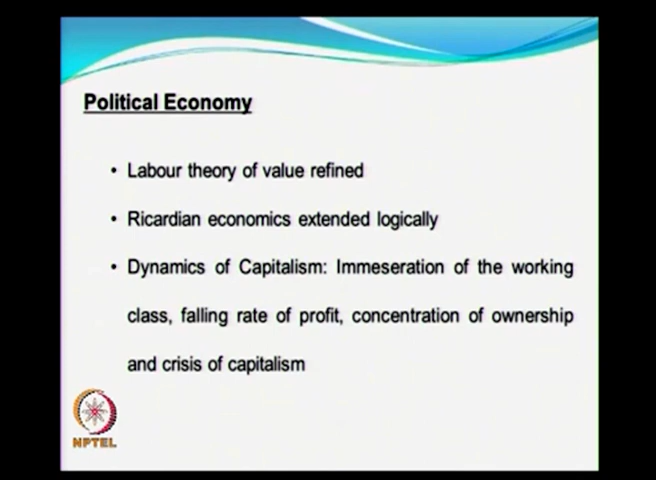 Political Economy
• Labour theory of value refined
• Ricardian economics extended logically
• Dynamics of Capitalism: Immeseration of the working
class, falling rate of profit, concentration of ownership
and crisis of capitalism
NPTEL